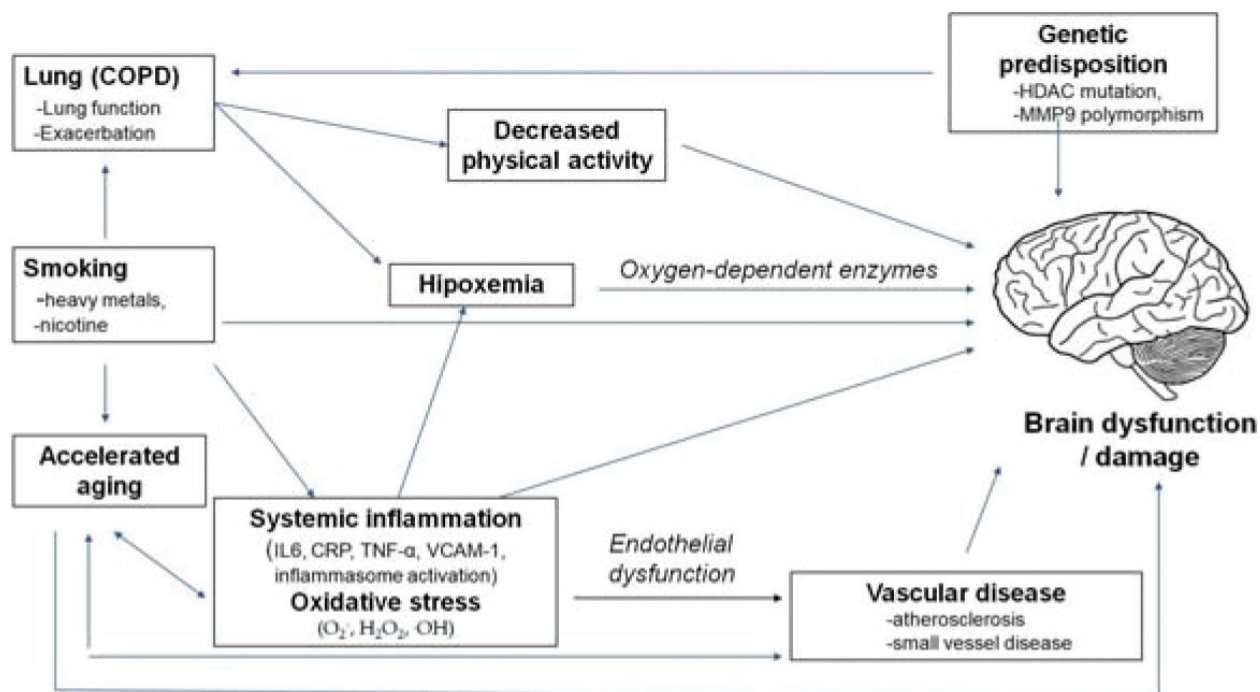 Lung (COPD)
-Lung function
-Exacerbation
Genetic
predisposition
-HDAC mutation,
-MMP9 polymorphism
Decreased
physical activity
Smoking
-heavy metals,
-nicotine
Hipoxemia
Oxygen-dependent enzymes
Brain dysfunction
/ damage
Accelerated
aging
Systemic inflammation
(IL6, CRP, TNF-α, VCAM-1,
inflammasome activation)
Oxidative stress
(O₂⁻, H₂O₂, ·OH)
Endothelial
dysfunction
Vascular disease
-atherosclerosis
-small vessel disease